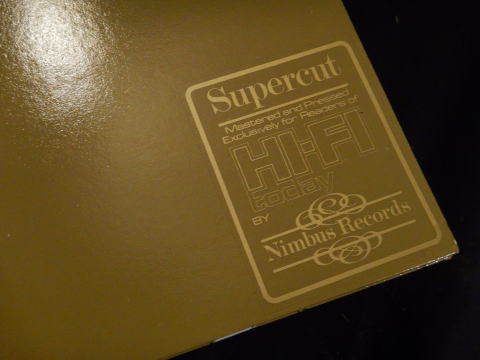 Supercut
Mastered and Pressed
Exclusively for Readers of
HI-FI
today
BY
Nimbus Records